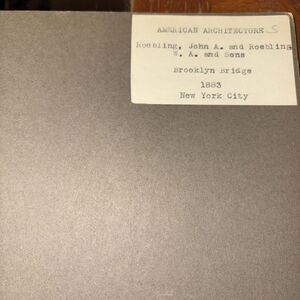 AMERICAN ARCHITECTURE S
Roebling, John A. and Roebling,
W. A. and Sons
Brooklyn Bridge
1883
New York City